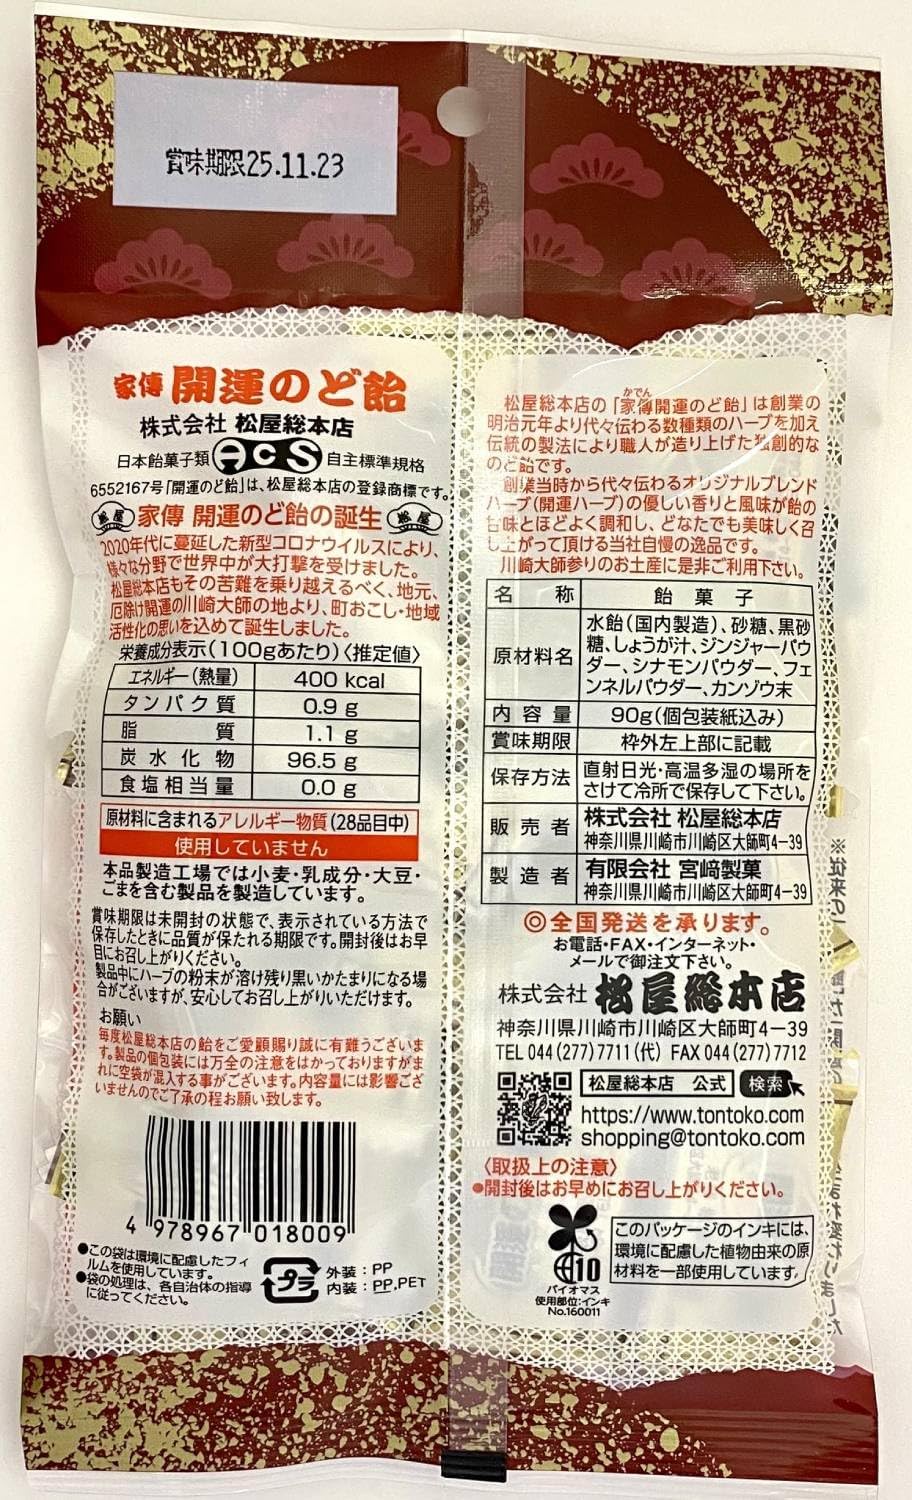 賞味期限25.11.23
家傳 開運のど飴
株式会社 松屋総本店
日本飴菓子類 ACS 自主標準規格
6552167号「開運のど飴」は、松屋総本店の登録商標です。
松屋 家傳 開運のど飴の誕生 松屋
2020年代に蔓延した新型コロナウイルスにより、
様々な分野で世界中が大打撃を受けました。
松屋総本店もその苦難を乗り越えるべく、地元、
厄除け開運の川崎大師の地より、町おこし・地域
活性化の思いを込めて誕生しました。
栄養成分表示(100gあたり)〈推定値〉
エネルギー(熱量) 400 kcal
タンパク質 0.9 g
脂質 1.1 g
炭水化物 96.5 g
食塩相当量 0.0 g
原材料に含まれるアレルギー物質(28品目中)
使用していません
本品製造工場では小麦・乳成分・大豆・
ごまを含む製品を製造しています。
賞味期限は未開封の状態で、表示されている方法で
保存したときに品質が保たれる期限です。開封後はお早
目にお召し上がりください。
製品中にハーブの粉末が溶け残り黒いかたまりになる場
合がございますが、安心してお召し上がりいただけます。
お願い
毎度松屋総本店の飴をご愛顧賜り誠に有難うございま
す。製品の個包装には万全の注意をはかっておりますがま
れに空袋が混入する事がございます。内容量には影響ござ
いませんのでご了承の程お願い致します。
4 978967 018009
●この袋は環境に配慮したフィ
ルムを使用しています。
●袋の処理は、各自治体の指導
に従ってください。
プラ
外装:PP
内装:PP,PET
かでん
松屋総本店の「家傳開運のど飴」は創業の
明治元年より代々伝わる数種類のハーブを加え
伝統の製法により職人が造り上げた独創的な
のど飴です。
創業当時から代々伝わるオリジナルブレンド
ハーブ(開運ハーブ)の優しい香りと風味が飴の
甘味とほどよく調和し、どなたでも美味しく召
し上がって頂ける当社自慢の逸品です。
川崎大師参りのお土産に是非ご利用下さい。
名称 飴菓子
原材料名 水飴(国内製造)、砂糖、黒砂
糖、しょうが汁、ジンジャーパウ
ダー、シナモンパウダー、フェ
ンネルパウダー、カンゾウ末
内容量 90g(個包装紙込み)
賞味期限 枠外左上部に記載
保存方法 直射日光・高温多湿の場所を
さけて冷所で保存して下さい。
販売者 株式会社 松屋総本店
神奈川県川崎市川崎区大師町4-39
製造者 有限会社 宮﨑製菓
神奈川県川崎市川崎区大師町4-39
◎全国発送を承ります。
お電話・FAX・インターネット・
メールで御注文下さい。
株式会社 松屋総本店
神奈川県川崎市川崎区大師町4-39
TEL 044(277)7711(代) FAX 044(277)7712
松屋総本店 公式 検索
https://www.tontoko.com
shopping@tontoko.com
〈取扱上の注意〉
●開封後はお早めにお召し上がりください。
10
バイオマス
使用部位:インキ
No.160011
このパッケージのインキには、
環境に配慮した植物由来の原
材料を一部使用しています。